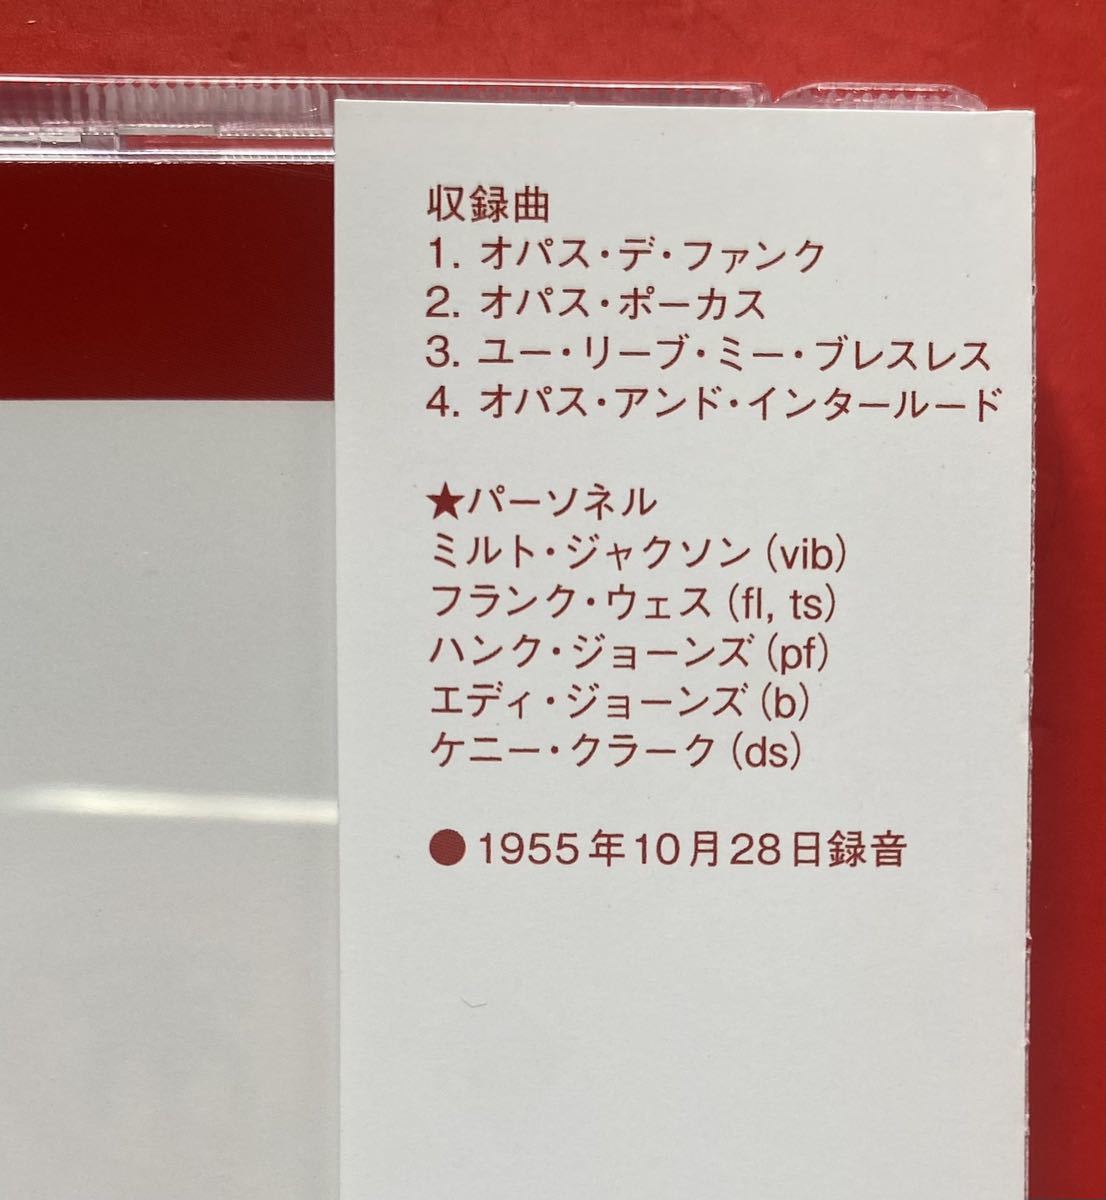 収録曲
1. オパス・デ・ファンク
2. オパス・ポーカス
3. ユー・リーブ・ミー・ブレスレス
4. オパス・アンド・インタールード
★パーソネル
ミルト・ジャクソン (vib)
フランク・ウェス (fl, ts)
ハンク・ジョーンズ (pf)
エディ・ジョーンズ (b)
ケニー・クラーク (ds)
● 1955年10月28日録音